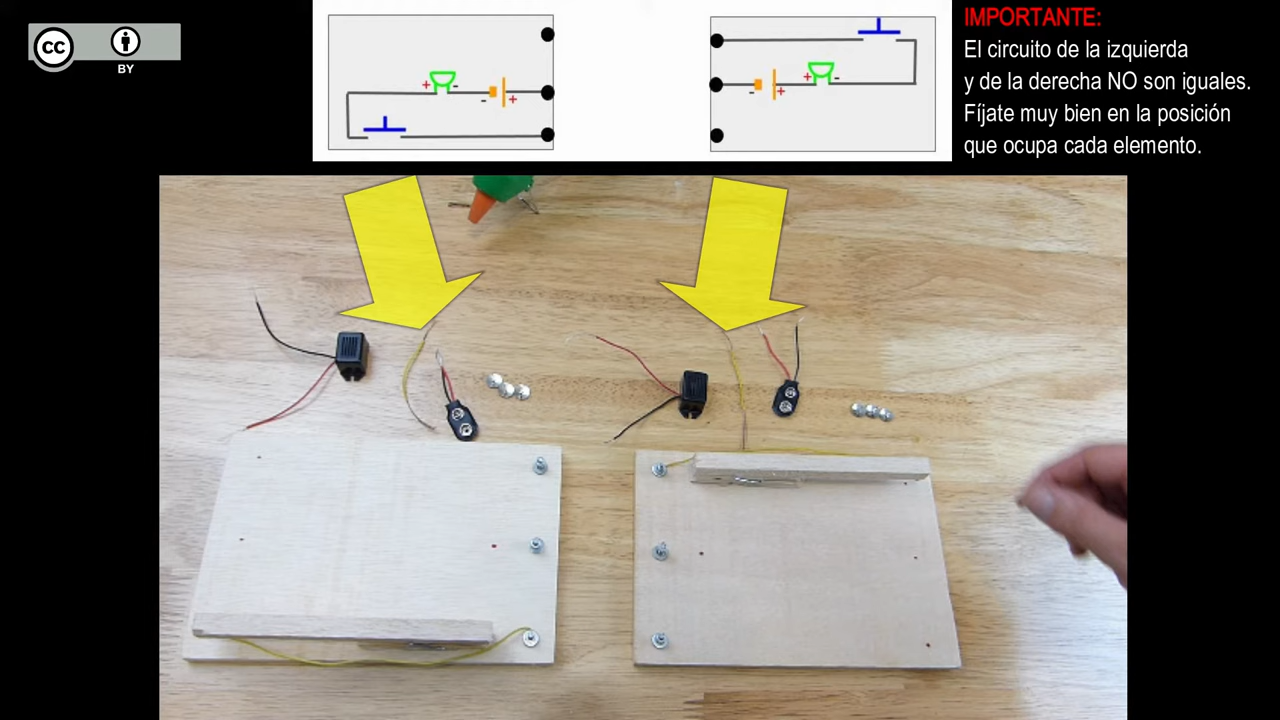 CC
BY
IMPORTANTE:
El circuito de la izquierda
y de la derecha NO son iguales.
Fíjate muy bien en la posición
que ocupa cada elemento.
+ -
- +
+ -
- +